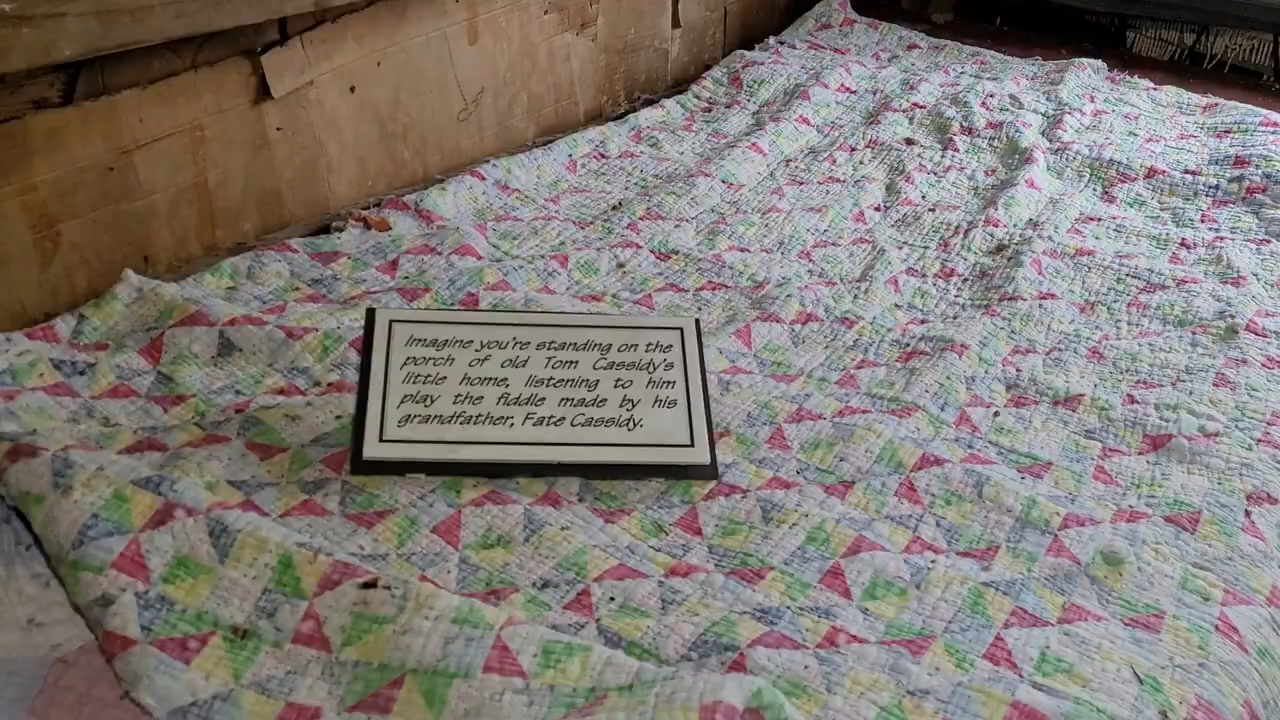 Imagine you're standing on the
porch of old Tom Cassidy's
little home, listening to him
play the fiddle made by his
grandfather, Fate Cassidy.